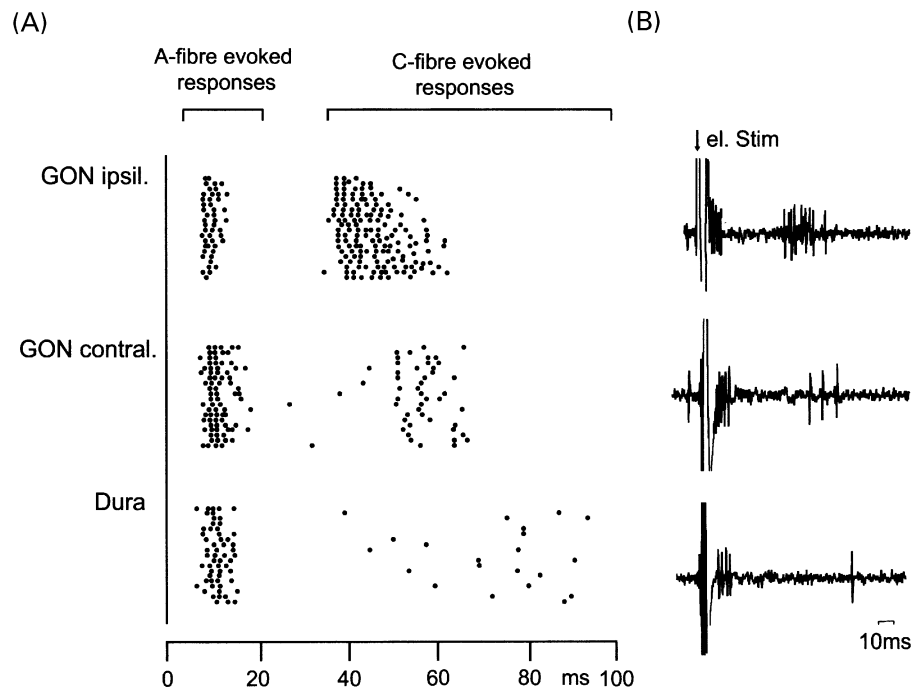 (A)
A-fibre evoked
responses
C-fibre evoked
responses
GON ipsil.
GON contral.
Dura
0
20
40
60
80
100
ms
(B)
el. Stim
10ms